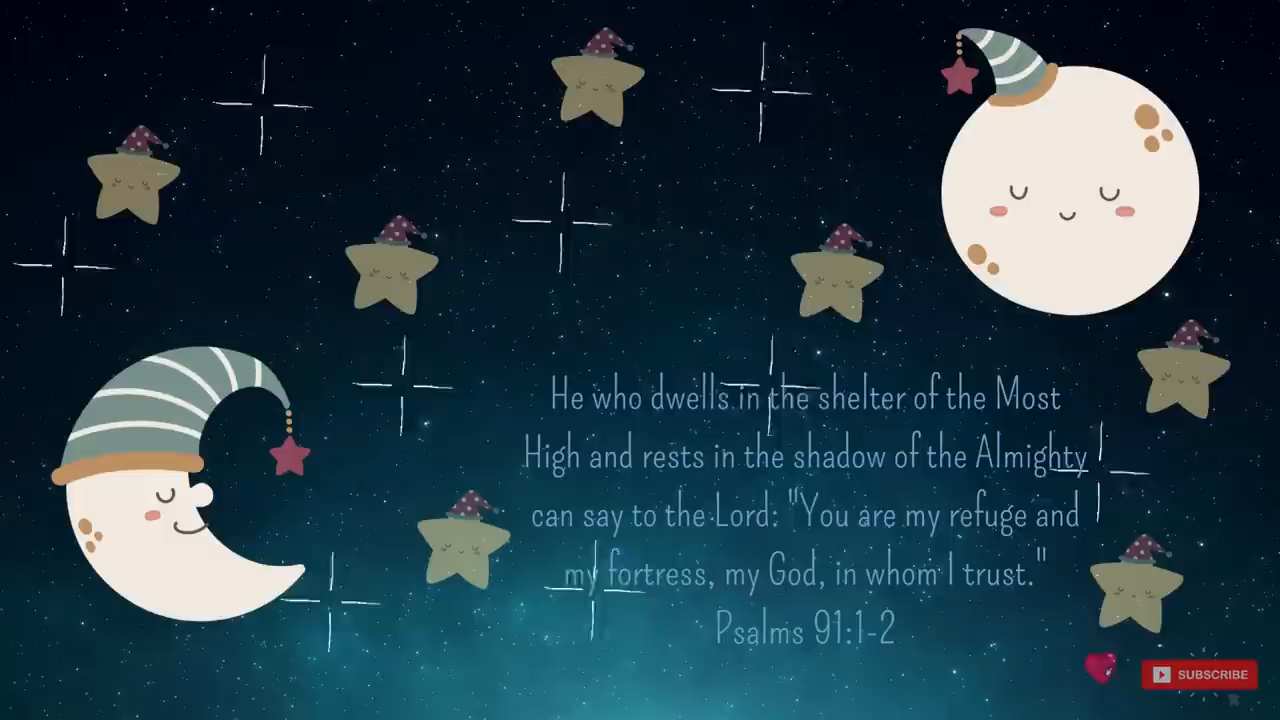 He who dwells in the shelter of the Most
High and rests in the shadow of the Almighty
can say to the Lord: "You are my refuge and
my fortress, my God, in whom I trust."
Psalms 91:1-2
SUBSCRIBE